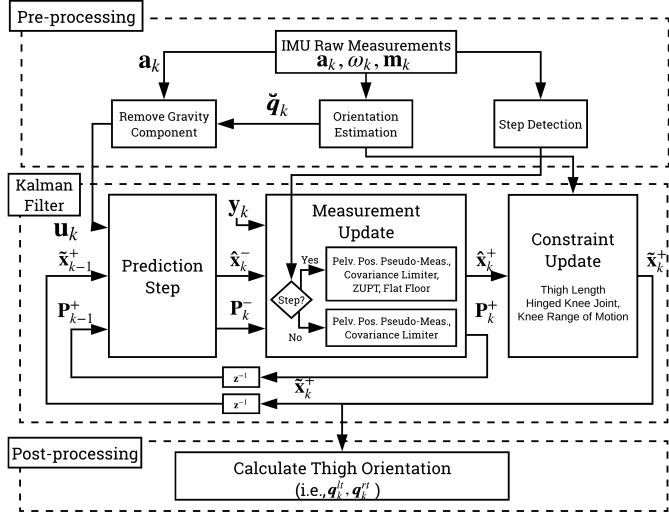 Pre-processing
IMU Raw Measurements
a_k, ω_k, m_k
a_k
q̆_k
Remove Gravity
Component
Orientation
Estimation
Step Detection
Kalman
Filter
u_k
x̃⁺_{k−1}
P⁺_{k−1}
Prediction
Step
y_k
x̂⁻_k
P⁻_k
Measurement
Update
Step?
Yes
Pelv. Pos. Pseudo-Meas.,
Covariance Limiter,
ZUPT, Flat Floor
No
Pelv. Pos. Pseudo-Meas.,
Covariance Limiter
x̂⁺_k
P⁺_k
Constraint
Update
Thigh Length
Hinged Knee Joint,
Knee Range of Motion
x̃⁺_k
z⁻¹
x̃⁺_k
z⁻¹
Post-processing
Calculate Thigh Orientation
(i.e., q^{lt}_k, q^{rt}_k )